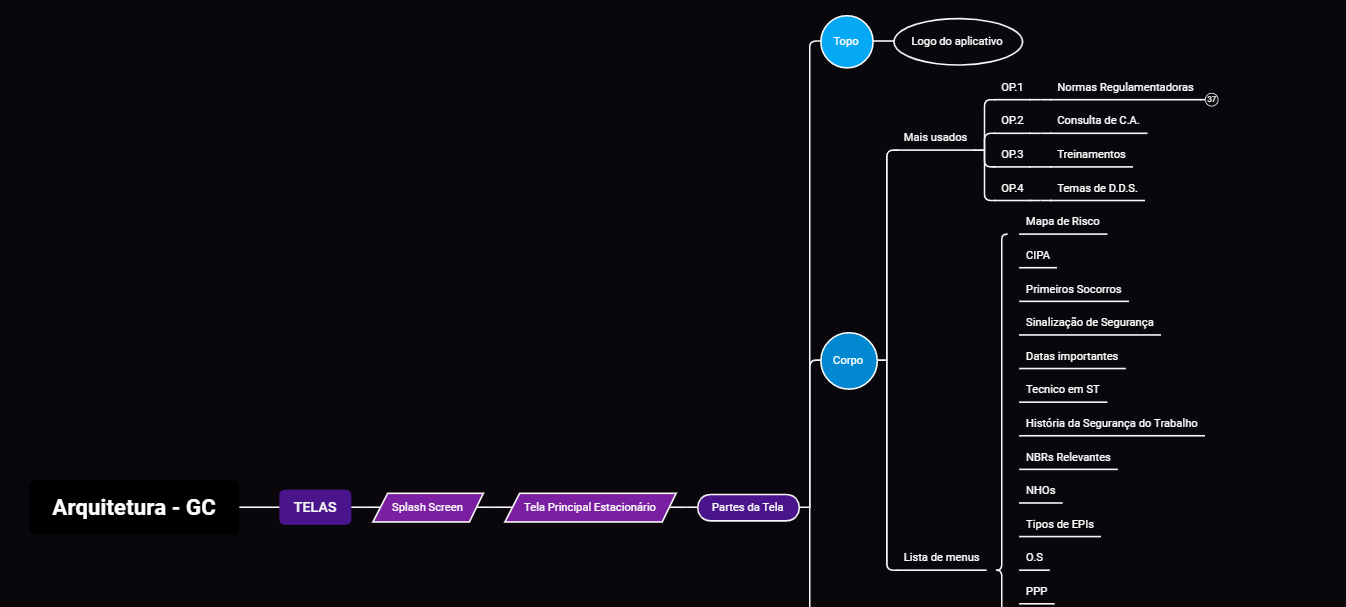 Topo
Logo do aplicativo
OP.1 Normas Regulamentadoras
37
OP.2 Consulta de C.A.
Mais usados
OP.3 Treinamentos
OP.4 Temas de D.D.S.
Mapa de Risco
CIPA
Primeiros Socorros
Sinalização de Segurança
Datas importantes
Corpo
Tecnico em ST
História da Segurança do Trabalho
NBRs Relevantes
NHOs
Arquitetura - GC
TELAS
Splash Screen
Tela Principal Estacionário
Partes da Tela
Tipos de EPIs
Lista de menus
O.S
PPP